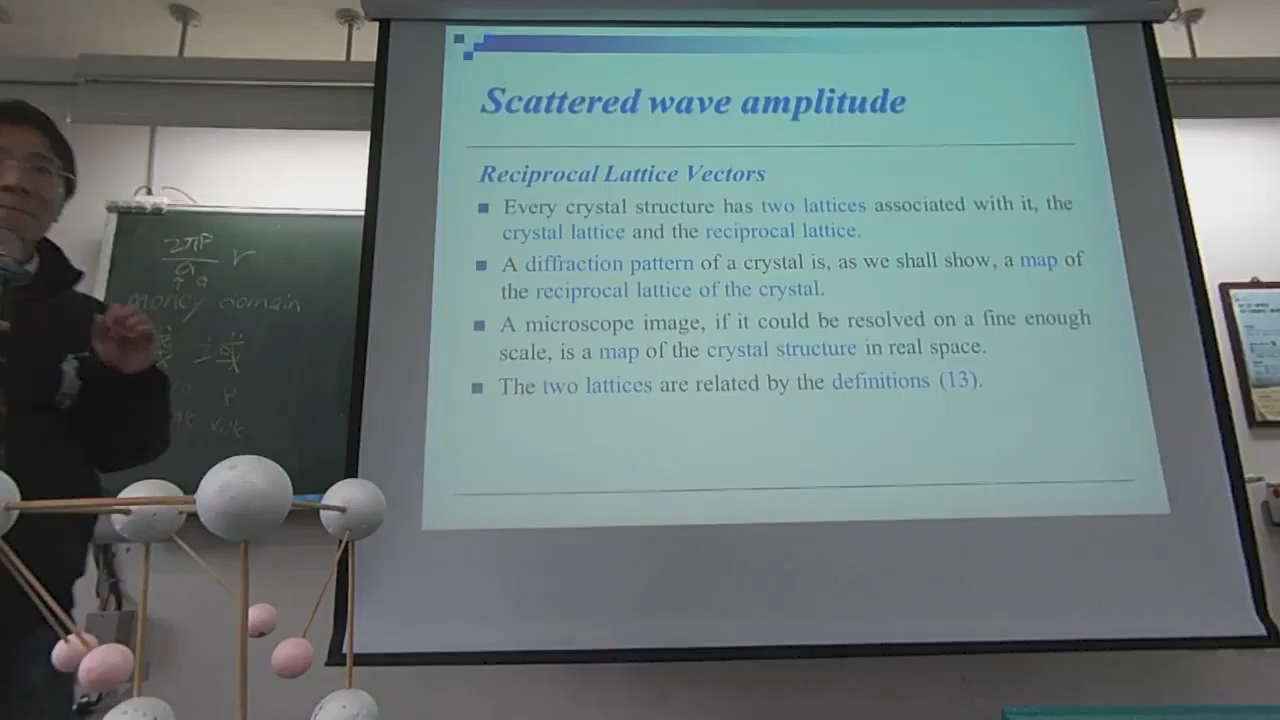 Scattered wave amplitude
Reciprocal Lattice Vectors
Every crystal structure has two lattices associated with it, the
crystal lattice and the reciprocal lattice.
A diffraction pattern of a crystal is, as we shall show, a map of
the reciprocal lattice of the crystal.
A microscope image, if it could be resolved on a fine enough
scale, is a map of the crystal structure in real space.
The two lattices are related by the definitions (13).
2πP
a r
money domain